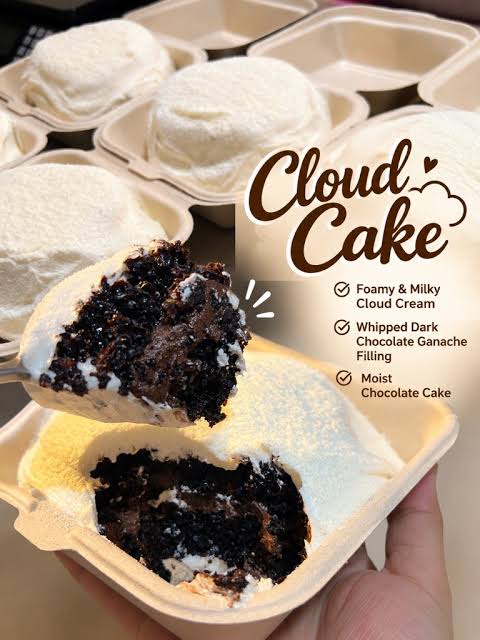 Cloud
Cake
Foamy & Milky
Cloud Cream
Whipped Dark
Chocolate Ganache
Filling
Moist
Chocolate Cake